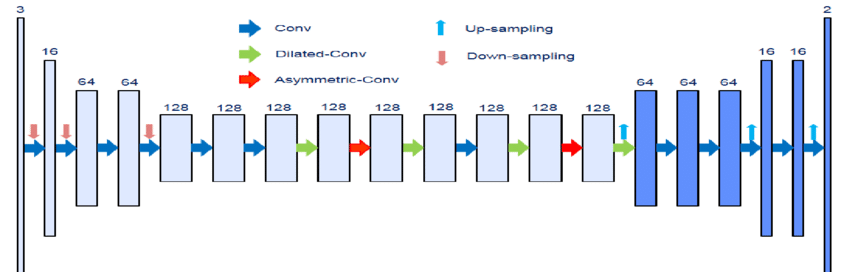 3
2
Conv
Up-sampling
16
16 16
Dilated-Conv
Down-sampling
64 64
Asymmetric-Conv
64 64 64
128 128 128 128 128 128 128 128 128